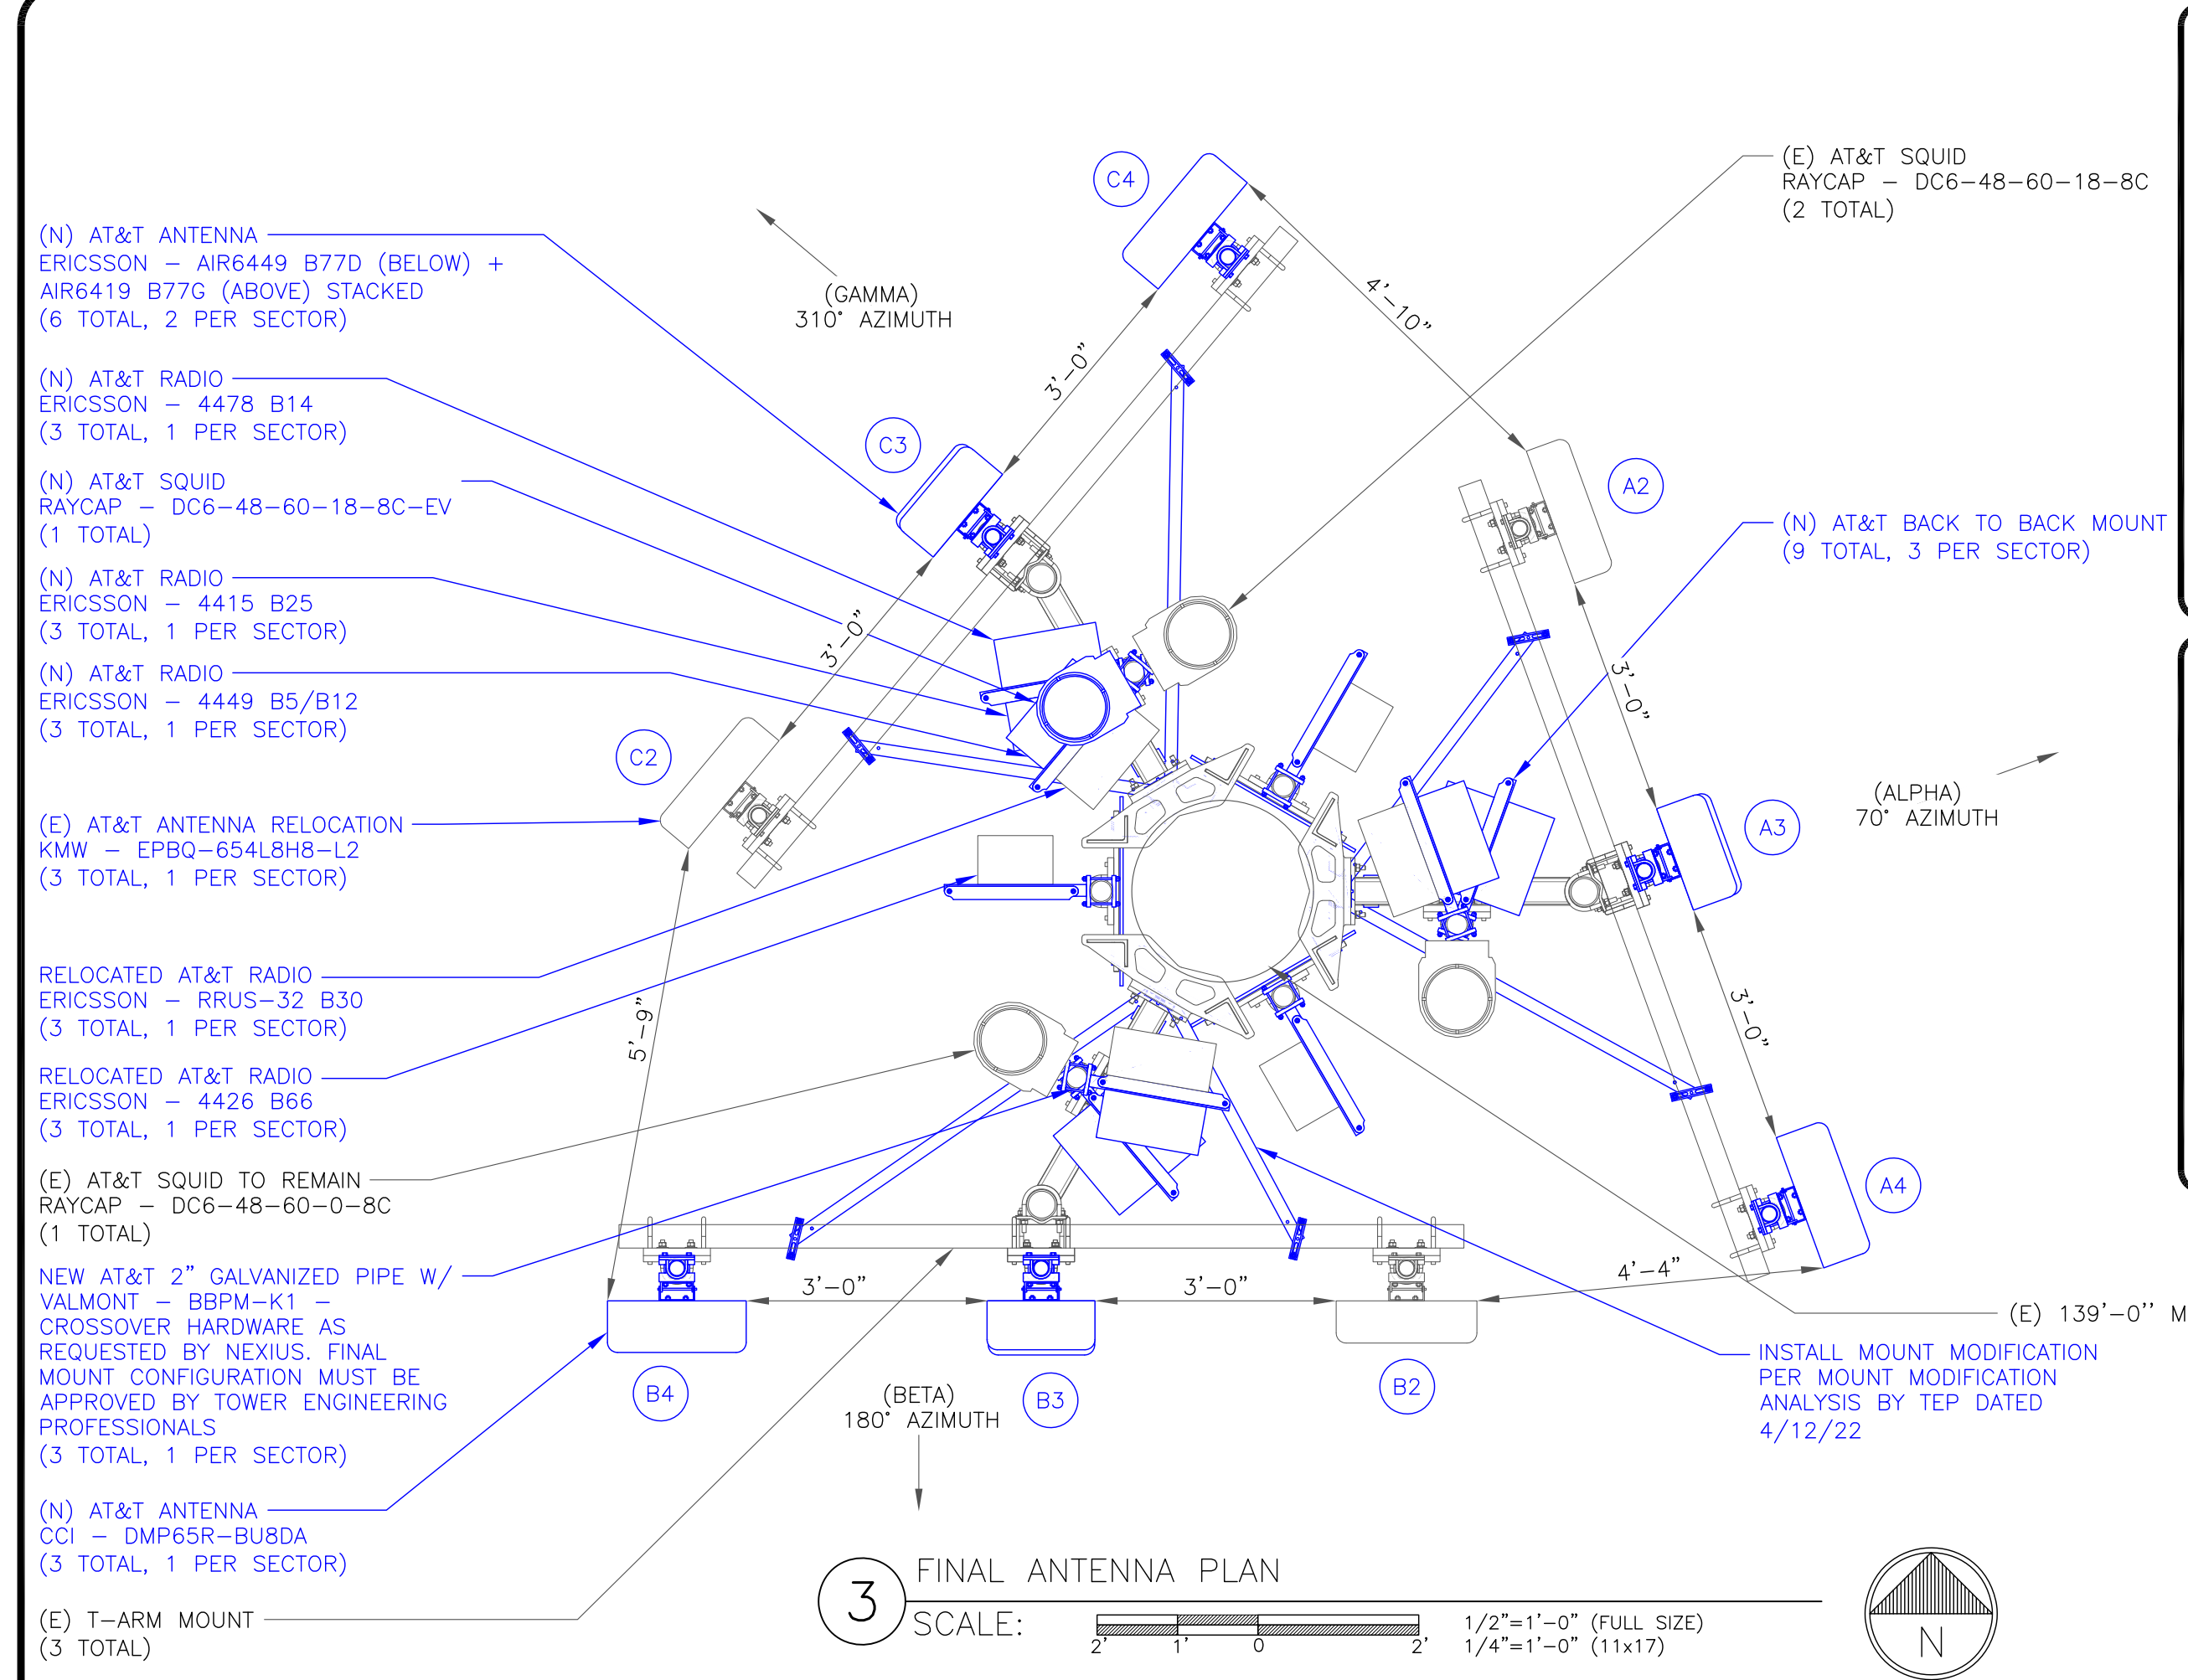 (N) AT&T ANTENNA
ERICSSON - AIR6449 B77D (BELOW) +
AIR6419 B77G (ABOVE) STACKED
(6 TOTAL, 2 PER SECTOR)
(N) AT&T RADIO
ERICSSON - 4478 B14
(3 TOTAL, 1 PER SECTOR)
(N) AT&T SQUID
RAYCAP - DC6-48-60-18-8C-EV
(1 TOTAL)
(N) AT&T RADIO
ERICSSON - 4415 B25
(3 TOTAL, 1 PER SECTOR)
(N) AT&T RADIO
ERICSSON - 4449 B5/B12
(3 TOTAL, 1 PER SECTOR)
(E) AT&T ANTENNA RELOCATION
KMW - EPBQ-654L8H8-L2
(3 TOTAL, 1 PER SECTOR)
RELOCATED AT&T RADIO
ERICSSON - RRUS-32 B30
(3 TOTAL, 1 PER SECTOR)
RELOCATED AT&T RADIO
ERICSSON - 4426 B66
(3 TOTAL, 1 PER SECTOR)
(E) AT&T SQUID TO REMAIN
RAYCAP - DC6-48-60-0-8C
(1 TOTAL)
NEW AT&T 2" GALVANIZED PIPE W/
VALMONT - BBPM-K1 -
CROSSOVER HARDWARE AS
REQUESTED BY NEXIUS. FINAL
MOUNT CONFIGURATION MUST BE
APPROVED BY TOWER ENGINEERING
PROFESSIONALS
(3 TOTAL, 1 PER SECTOR)
(N) AT&T ANTENNA
CCI - DMP65R-BU8DA
(3 TOTAL, 1 PER SECTOR)
(E) T-ARM MOUNT
(3 TOTAL)
(GAMMA)
310° AZIMUTH
C4
C3
C2
3'-0"
3'-0"
4'-10"
5'-9"
(E) AT&T SQUID
RAYCAP - DC6-48-60-18-8C
(2 TOTAL)
A2
(N) AT&T BACK TO BACK MOUNT
(9 TOTAL, 3 PER SECTOR)
3'-0"
(ALPHA)
70° AZIMUTH
A3
3'-0"
A4
4'-4"
3'-0"
3'-0"
B4
B3
B2
(BETA)
180° AZIMUTH
(E) 139'-0'' M
INSTALL MOUNT MODIFICATION
PER MOUNT MODIFICATION
ANALYSIS BY TEP DATED
4/12/22
3
FINAL ANTENNA PLAN
SCALE:
2' 1' 0 2'
1/2"=1'-0" (FULL SIZE)
1/4"=1'-0" (11x17)
N